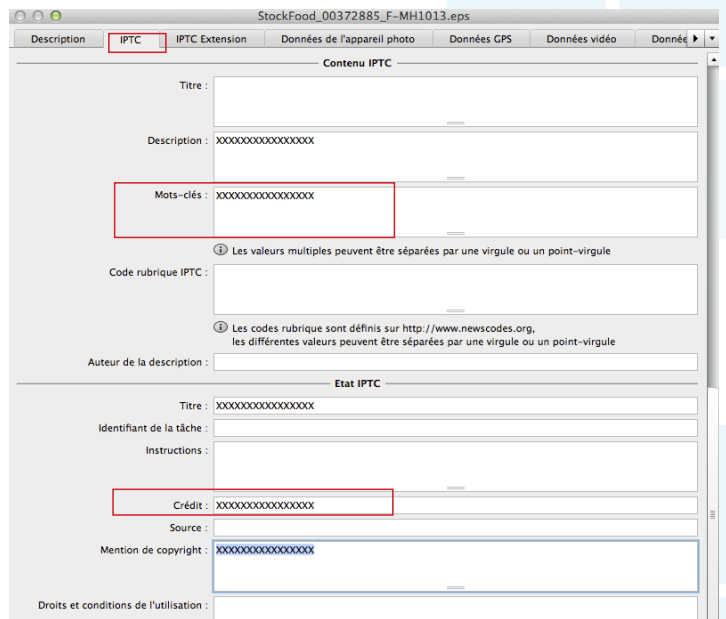 StockFood_00372885_F-MH1013.eps
Description IPTC IPTC Extension Données de l'appareil photo Données GPS Données vidéo Donnée
Contenu IPTC
Titre :
Description : XXXXXXXXXXXXXXXX
Mots-clés : XXXXXXXXXXXXXXXX
Les valeurs multiples peuvent être séparées par une virgule ou un point-virgule
Code rubrique IPTC :
Les codes rubrique sont définis sur http://www.newscodes.org,
les différentes valeurs peuvent être séparées par une virgule ou un point-virgule
Auteur de la description :
Etat IPTC
Titre : XXXXXXXXXXXXXXXX
Identifiant de la tâche :
Instructions :
Crédit : XXXXXXXXXXXXXXXX
Source :
Mention de copyright : XXXXXXXXXXXXXXXX
Droits et conditions de l'utilisation :